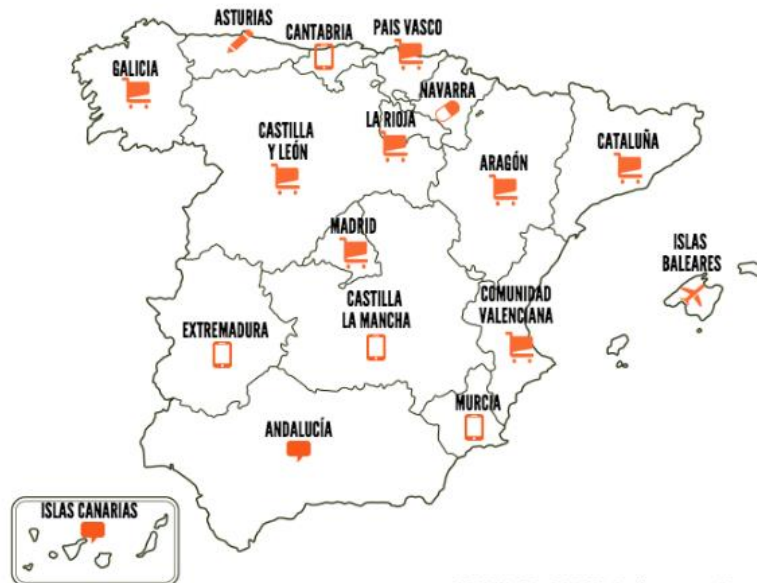 ASTURIAS
CANTABRIA
PAIS VASCO
GALICIA
NAVARRA
LA RIOJA
CASTILLA
Y LEÓN
ARAGÓN
CATALUÑA
MADRID
ISLAS
BALEARES
CASTILLA
LA MANCHA
COMUNIDAD
VALENCIANA
EXTREMADURA
MURCIA
ANDALUCÍA
ISLAS CANARIAS